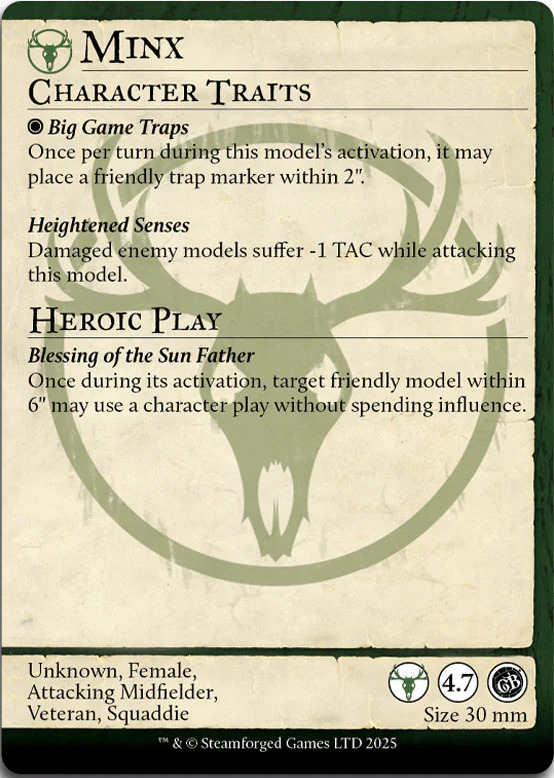 Minx
Character Traits
Big Game Traps
Once per turn during this model's activation, it may
place a friendly trap marker within 2".
Heightened Senses
Damaged enemy models suffer -1 TAC while attacking
this model.
Heroic Play
Blessing of the Sun Father
Once during its activation, target friendly model within
6" may use a character play without spending influence.
Unknown, Female,
Attacking Midfielder,
Veteran, Squaddie
4.7
GB
Size 30 mm
™ & © Steamforged Games LTD 2025